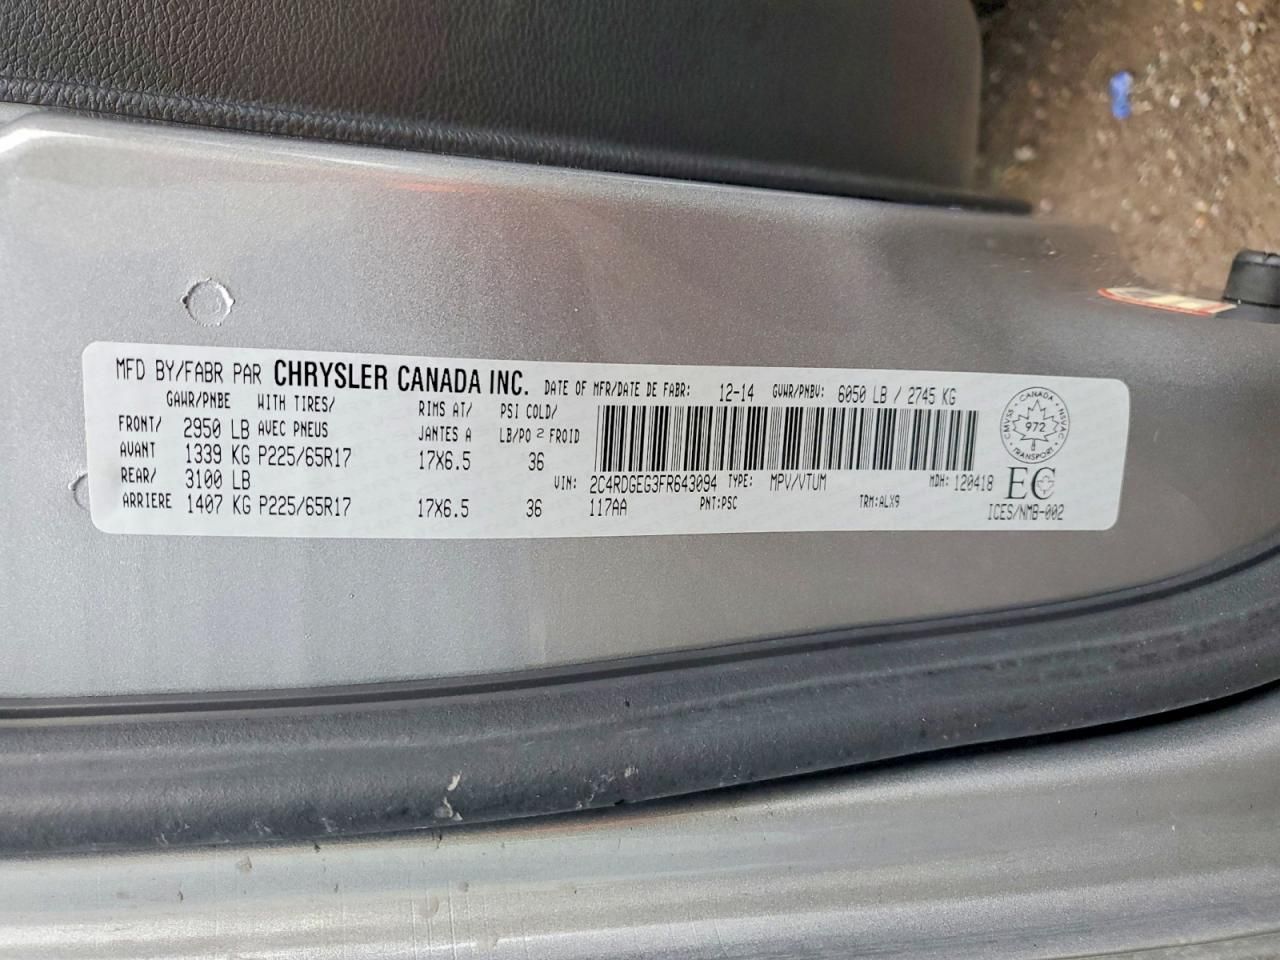 MFD BY/FABR PAR CHRYSLER CANADA INC. DATE OF MFR/DATE DE FABR: 12-14 GVWR/PNBV: 6050 LB / 2745 KG
GAWR/PNBE WITH TIRES/ RIMS AT/ PSI COLD/
FRONT/ 2950 LB AVEC PNEUS JANTES A LB/PO 2 FROID
AVANT 1339 KG P225/65R17 17X6.5 36
REAR/ 3100 LB VIN: 2C4RDGEG3FR643094 TYPE: MPV/VTUM MDH: 120418
ARRIERE 1407 KG P225/65R17 17X6.5 36 117AA PNT:PSC TRM:ALX9 ICES/NMB-002
CANADA
CMVSS 972 NSVAC
TRANSPORT
EC